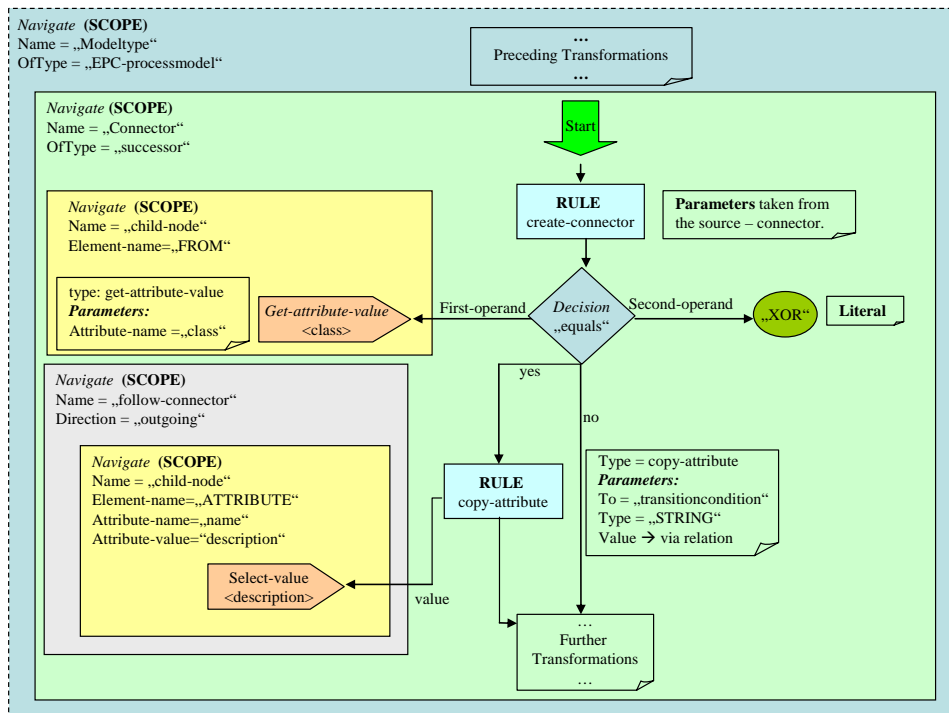 Navigate (SCOPE)
Name = „Modeltype“
OfType = „EPC-processmodel“
…
Preceding Transformations
…
Navigate (SCOPE)
Name = „Connector“
OfType = „successor“
Start
RULE
create-connector
Parameters taken from
the source – connector.
Navigate (SCOPE)
Name = „child-node“
Element-name=„FROM“
type: get-attribute-value
Parameters:
Attribute-name =„class“
Get-attribute-value
<class>
First-operand
Decision
„equals“
Second-operand
„XOR“
Literal
yes
no
Navigate (SCOPE)
Name = „follow-connector“
Direction = „outgoing“
Navigate (SCOPE)
Name = „child-node“
Element-name=„ATTRIBUTE“
Attribute-name=„name“
Attribute-value=“description“
Select-value
<description>
value
RULE
copy-attribute
Type = copy-attribute
Parameters:
To = „transitioncondition“
Type = „STRING“
Value → via relation
…
Further
Transformations
…